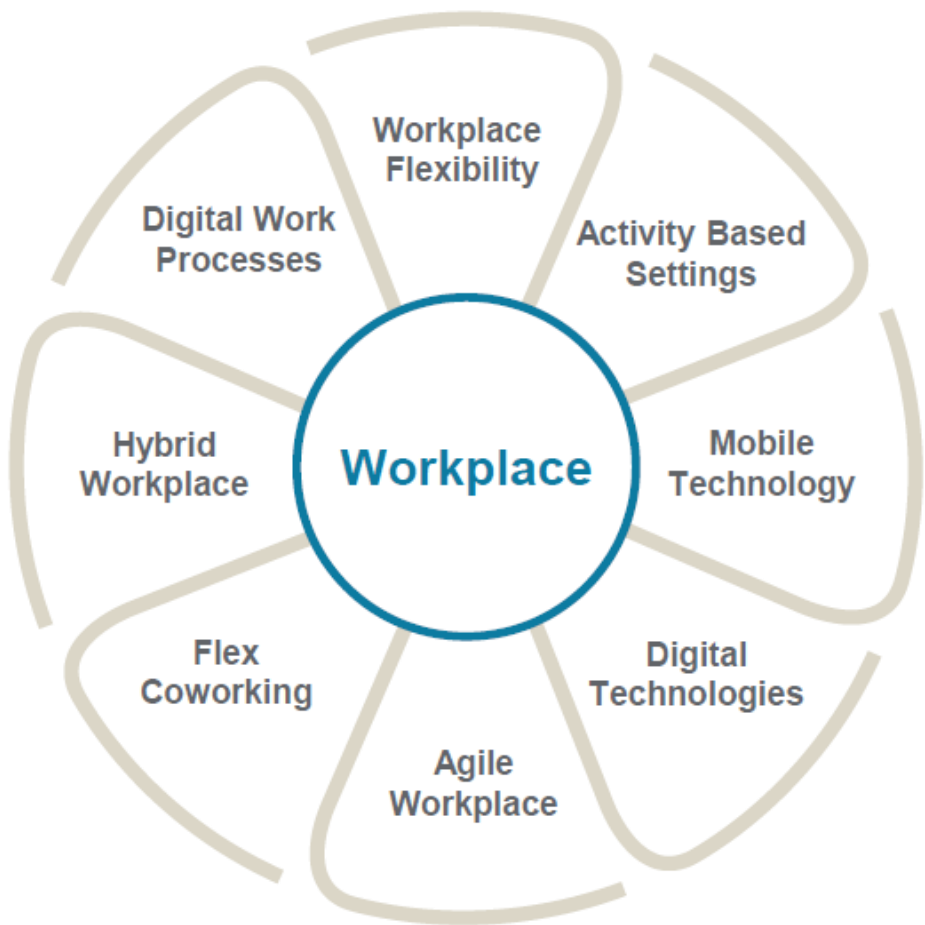 Workplace
Flexibility
Activity Based
Settings
Mobile
Technology
Digital
Technologies
Agile
Workplace
Flex
Coworking
Hybrid
Workplace
Digital Work
Processes
Workplace